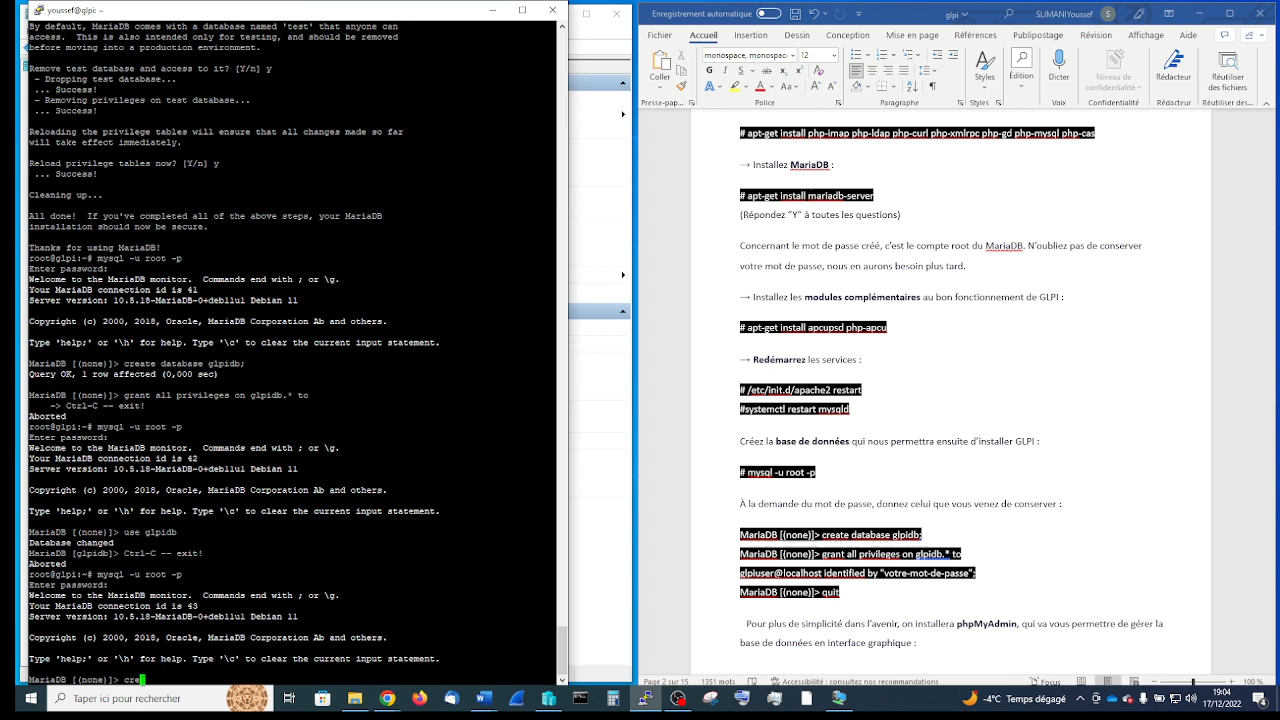 youssef@glpi: ~
By default, MariaDB comes with a database named 'test' that anyone can
access.  This is also intended only for testing, and should be removed
before moving into a production environment.
Remove test database and access to it? [Y/n] y
 - Dropping test database...
 ... Success!
 - Removing privileges on test database...
 ... Success!
Reloading the privilege tables will ensure that all changes made so far
will take effect immediately.
Reload privilege tables now? [Y/n] y
 ... Success!
Cleaning up...
All done!  If you've completed all of the above steps, your MariaDB
installation should now be secure.
Thanks for using MariaDB!
root@glpi:~# mysql -u root -p
Enter password:
Welcome to the MariaDB monitor.  Commands end with ; or \g.
Your MariaDB connection id is 41
Server version: 10.5.18-MariaDB-0+deb11u1 Debian 11
Copyright (c) 2000, 2018, Oracle, MariaDB Corporation Ab and others.
Type 'help;' or '\h' for help. Type '\c' to clear the current input statement.
MariaDB [(none)]> create database glpidb;
Query OK, 1 row affected (0,000 sec)
MariaDB [(none)]> grant all privileges on glpidb.* to
    -> Ctrl-C -- exit!
Aborted
root@glpi:~# mysql -u root -p
Enter password:
Welcome to the MariaDB monitor.  Commands end with ; or \g.
Your MariaDB connection id is 42
Server version: 10.5.18-MariaDB-0+deb11u1 Debian 11
Copyright (c) 2000, 2018, Oracle, MariaDB Corporation Ab and others.
Type 'help;' or '\h' for help. Type '\c' to clear the current input statement.
MariaDB [(none)]> use glpidb
Database changed
MariaDB [glpidb]> Ctrl-C -- exit!
Aborted
root@glpi:~# mysql -u root -p
Enter password:
Welcome to the MariaDB monitor.  Commands end with ; or \g.
Your MariaDB connection id is 43
Server version: 10.5.18-MariaDB-0+deb11u1 Debian 11
Copyright (c) 2000, 2018, Oracle, MariaDB Corporation Ab and others.
Type 'help;' or '\h' for help. Type '\c' to clear the current input statement.
MariaDB [(none)]> cre
Enregistrement automatique glpi SLIMANIYoussef S
Fichier Accueil Insertion Dessin Conception Mise en page Références Publipostage Révision Affichage Aide
Coller monospace, monospac 12 Styles Édition Dicter Niveau de confidentialité Rédacteur Réutiliser des fichiers
Presse-pap... Police Paragraphe Styles Voix Confidentialité Rédacteur Réutiliser des...
# apt-get install php-imap php-ldap php-curl php-xmlrpc php-gd php-mysql php-cas
→ Installez MariaDB :
# apt-get install mariadb-server
(Répondez “Y” à toutes les questions)
Concernant le mot de passe créé, c’est le compte root du MariaDB. N’oubliez pas de conserver
votre mot de passe, nous en aurons besoin plus tard.
→ Installez les modules complémentaires au bon fonctionnement de GLPI :
# apt-get install apcupsd php-apcu
→ Redémarrez les services :
# /etc/init.d/apache2 restart
#systemctl restart mysqld
Créez la base de données qui nous permettra ensuite d’installer GLPI :
# mysql -u root -p
À la demande du mot de passe, donnez celui que vous venez de conserver :
MariaDB [(none)]> create database glpidb;
MariaDB [(none)]> grant all privileges on glpidb.* to
glpiuser@localhost identified by "votre-mot-de-passe";
MariaDB [(none)]> quit
Pour plus de simplicité dans l’avenir, on installera phpMyAdmin, qui va vous permettre de gérer la
base de données en interface graphique :
Page 2 sur 15 1351 mots Accessibilité : consultez nos recommandations Focus 100 %
Taper ici pour rechercher -4°C Temps dégagé 19:04
17/12/2022